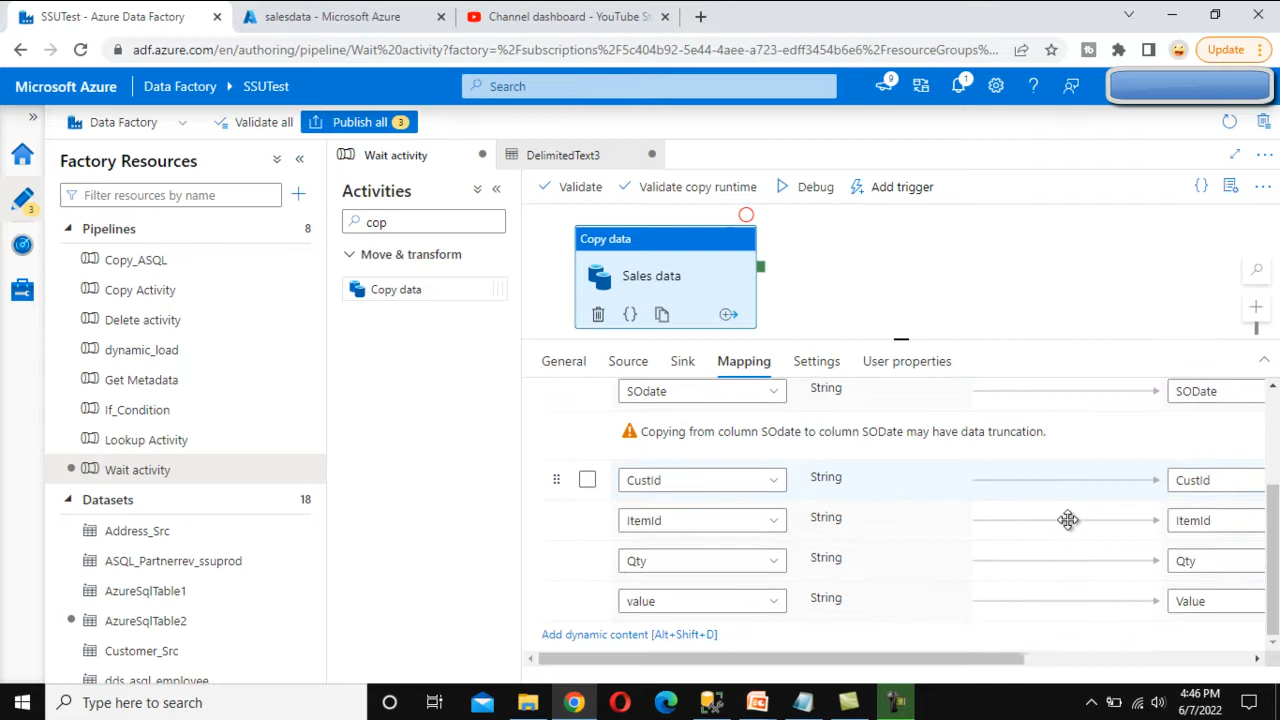 SSUTest - Azure Data Factory
salesdata - Microsoft Azure
Channel dashboard - YouTube St
adf.azure.com/en/authoring/pipeline/Wait%20activity?factory=%2Fsubscriptions%2F5c404b92-5e44-4aee-a723-edff3454b6e6%2FresourceGroups%...
Update
Microsoft Azure
Data Factory
SSUTest
Search
9
1
Data Factory
Validate all
Publish all 3
Factory Resources
Filter resources by name
3
Pipelines 8
Copy_ASQL
Copy Activity
Delete activity
dynamic_load
Get Metadata
If_Condition
Lookup Activity
Wait activity
Datasets 18
Address_Src
ASQL_Partnerrev_ssuprod
AzureSqlTable1
AzureSqlTable2
Customer_Src
dds_asql_employee
Wait activity
DelimitedText3
Activities
cop
Move & transform
Copy data
Validate
Validate copy runtime
Debug
Add trigger
Copy data
Sales data
General
Source
Sink
Mapping
Settings
User properties
SOdate String SODate
Copying from column SOdate to column SODate may have data truncation.
CustId String CustId
ItemId String ItemId
Qty String Qty
value String Value
Add dynamic content [Alt+Shift+D]
Type here to search
4:46 PM
6/7/2022